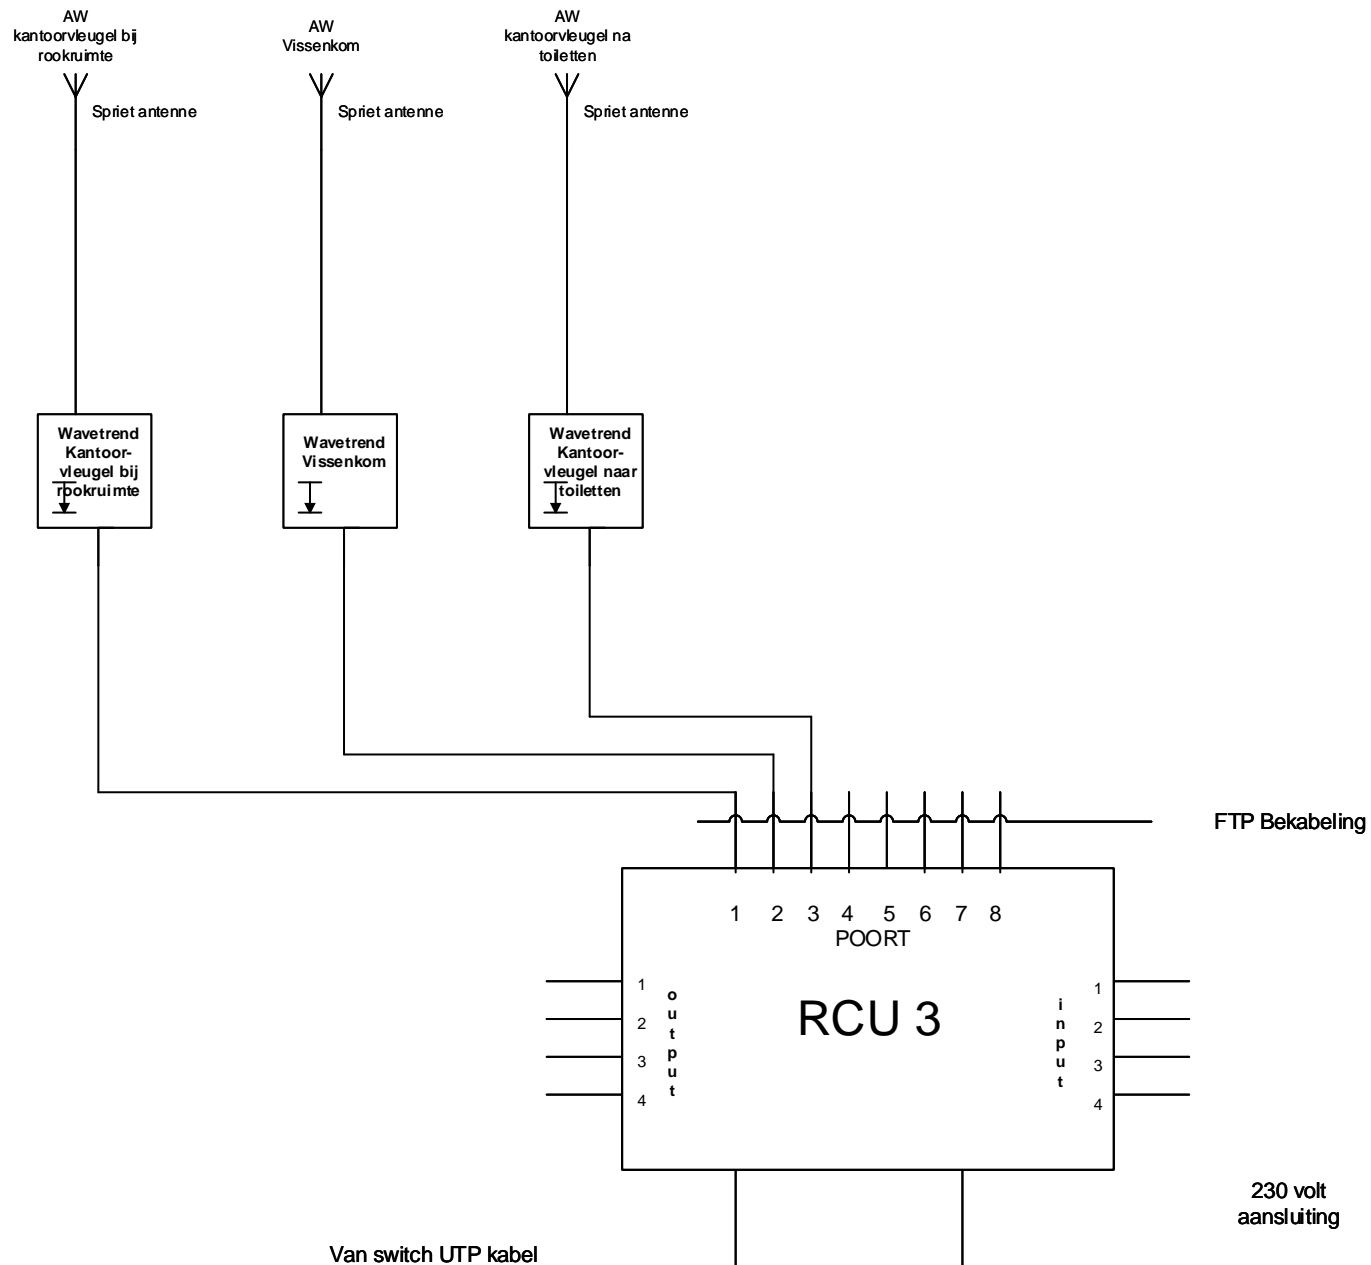 AW
kantoorvleugel bij
rookruimte
AW
Vissenkom
AW
kantoorvleugel na
toiletten
Spriet antenne
Spriet antenne
Spriet antenne
Wavetrend
Kantoor-
vleugel bij
rookruimte
Wavetrend
Vissenkom
Wavetrend
Kantoor-
vleugel naar
toiletten
FTP Bekabeling
1 2 3 4 5 6 7 8
POORT
RCU 3
output
1
2
3
4
input
1
2
3
4
230 volt
aansluiting
Van switch UTP kabel